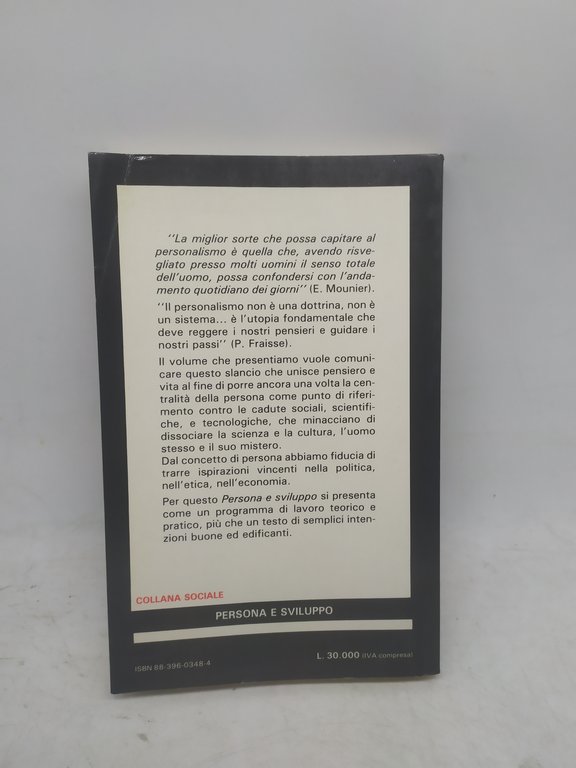 ''La miglior sorte che possa capitare al
personalismo è quella che, avendo risve-
gliato presso molti uomini il senso totale
dell'uomo, possa confondersi con l'anda-
mento quotidiano dei giorni'' (E. Mounier).
''Il personalismo non è una dottrina, non è
un sistema... è l'utopia fondamentale che
deve reggere i nostri pensieri e guidare i
nostri passi'' (P. Fraisse).
Il volume che presentiamo vuole comuni-
care questo slancio che unisce pensiero e
vita al fine di porre ancora una volta la cen-
tralità della persona come punto di riferi-
mento contro le cadute sociali, scientifi-
che, e tecnologiche, che minacciano di
dissociare la scienza e la cultura, l'uomo
stesso e il suo mistero.
Dal concetto di persona abbiamo fiducia di
trarre ispirazioni vincenti nella politica,
nell'etica, nell'economia.
Per questo Persona e sviluppo si presenta
come un programma di lavoro teorico e
pratico, più che un testo di semplici inten-
zioni buone ed edificanti.
COLLANA SOCIALE
PERSONA E SVILUPPO
ISBN 88-396-0348-4
L. 30.000 (IVA compresa)